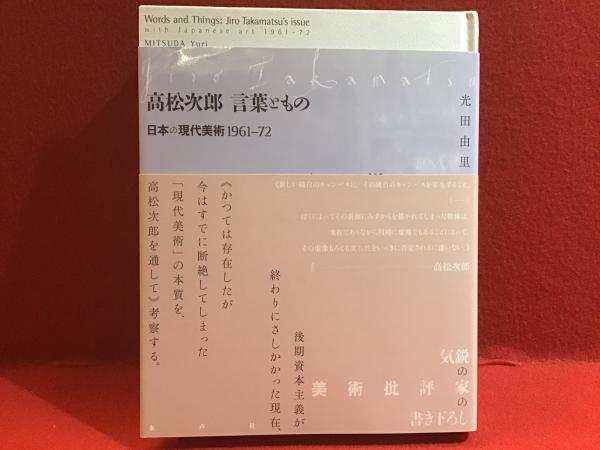 Words and Things: Jiro Takamatsu's issue
with Japanese art 1961-72
MITSUDA Yuri
Jiro Takamatsu
高松次郎 言葉ともの
日本の現代美術1961–72
光田由里
高松次郎
後期資本主義が
終わりにさしかかった現在、
《かつては存在したが
今はすでに断絶してしまった
「現代美術」の本質を、
高松次郎を通して》考察する。
気鋭の
美術批評家の
書き下ろし
水声社